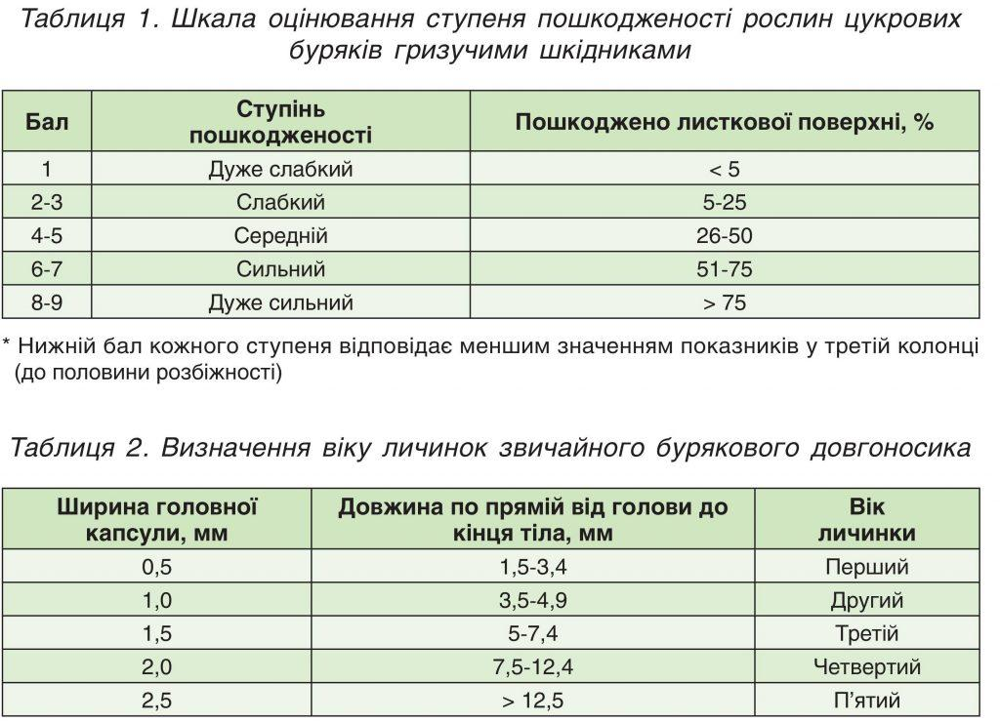 Таблиця 1. Шкала оцінювання ступеня пошкодженості рослин цукрових
буряків гризучими шкідниками
Бал Ступінь пошкодженості Пошкоджено листкової поверхні, %
1 Дуже слабкий < 5
2-3 Слабкий 5-25
4-5 Середній 26-50
6-7 Сильний 51-75
8-9 Дуже сильний > 75
* Нижній бал кожного ступеня відповідає меншим значенням показників у третій колонці
(до половини розбіжності)
Таблиця 2. Визначення віку личинок звичайного бурякового довгоносика
Ширина головної капсули, мм Довжина по прямій від голови до кінця тіла, мм Вік личинки
0,5 1,5-3,4 Перший
1,0 3,5-4,9 Другий
1,5 5-7,4 Третій
2,0 7,5-12,4 Четвертий
2,5 > 12,5 П’ятий